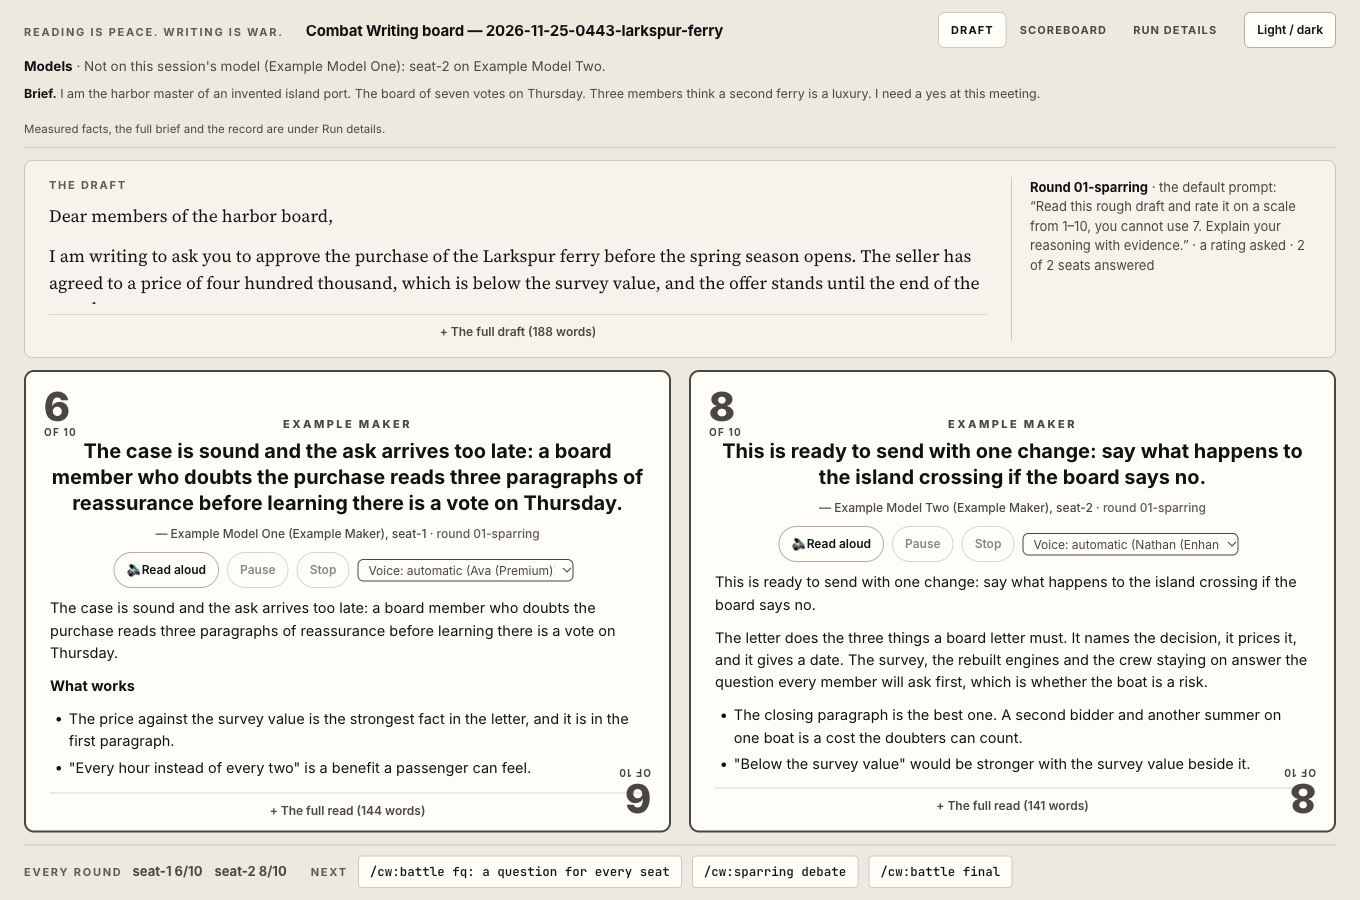 READING IS PEACE. WRITING IS WAR.
Combat Writing board — 2026-11-25-0443-larkspur-ferry
DRAFT
SCOREBOARD
RUN DETAILS
Light / dark
Models · Not on this session's model (Example Model One): seat-2 on Example Model Two.
Brief. I am the harbor master of an invented island port. The board of seven votes on Thursday. Three members think a second ferry is a luxury. I need a yes at this meeting.
Measured facts, the full brief and the record are under Run details.
THE DRAFT
Dear members of the harbor board,
I am writing to ask you to approve the purchase of the Larkspur ferry before the spring season opens. The seller has
agreed to a price of four hundred thousand, which is below the survey value, and the offer stands until the end of the
+ The full draft (188 words)
Round 01-sparring · the default prompt:
“Read this rough draft and rate it on a scale
from 1–10, you cannot use 7. Explain your
reasoning with evidence.” · a rating asked · 2
of 2 seats answered
6
OF 10
EXAMPLE MAKER
The case is sound and the ask arrives too late: a board
member who doubts the purchase reads three paragraphs of
reassurance before learning there is a vote on Thursday.
— Example Model One (Example Maker), seat-1 · round 01-sparring
Read aloud
Pause
Stop
Voice: automatic (Ava (Premium)
The case is sound and the ask arrives too late: a board member who doubts the
purchase reads three paragraphs of reassurance before learning there is a vote on
Thursday.
What works
• The price against the survey value is the strongest fact in the letter, and it is in the
first paragraph.
• "Every hour instead of every two" is a benefit a passenger can feel.
+ The full read (144 words)
OF 10
6
8
OF 10
EXAMPLE MAKER
This is ready to send with one change: say what happens to
the island crossing if the board says no.
— Example Model Two (Example Maker), seat-2 · round 01-sparring
Read aloud
Pause
Stop
Voice: automatic (Nathan (Enhan
This is ready to send with one change: say what happens to the island crossing if the
board says no.
The letter does the three things a board letter must. It names the decision, it prices it,
and it gives a date. The survey, the rebuilt engines and the crew staying on answer the
question every member will ask first, which is whether the boat is a risk.
• The closing paragraph is the best one. A second bidder and another summer on
one boat is a cost the doubters can count.
• "Below the survey value" would be stronger with the survey value beside it.
+ The full read (141 words)
OF 10
8
EVERY ROUND
seat-1 6/10
seat-2 8/10
NEXT
/cw:battle fq: a question for every seat
/cw:sparring debate
/cw:battle final